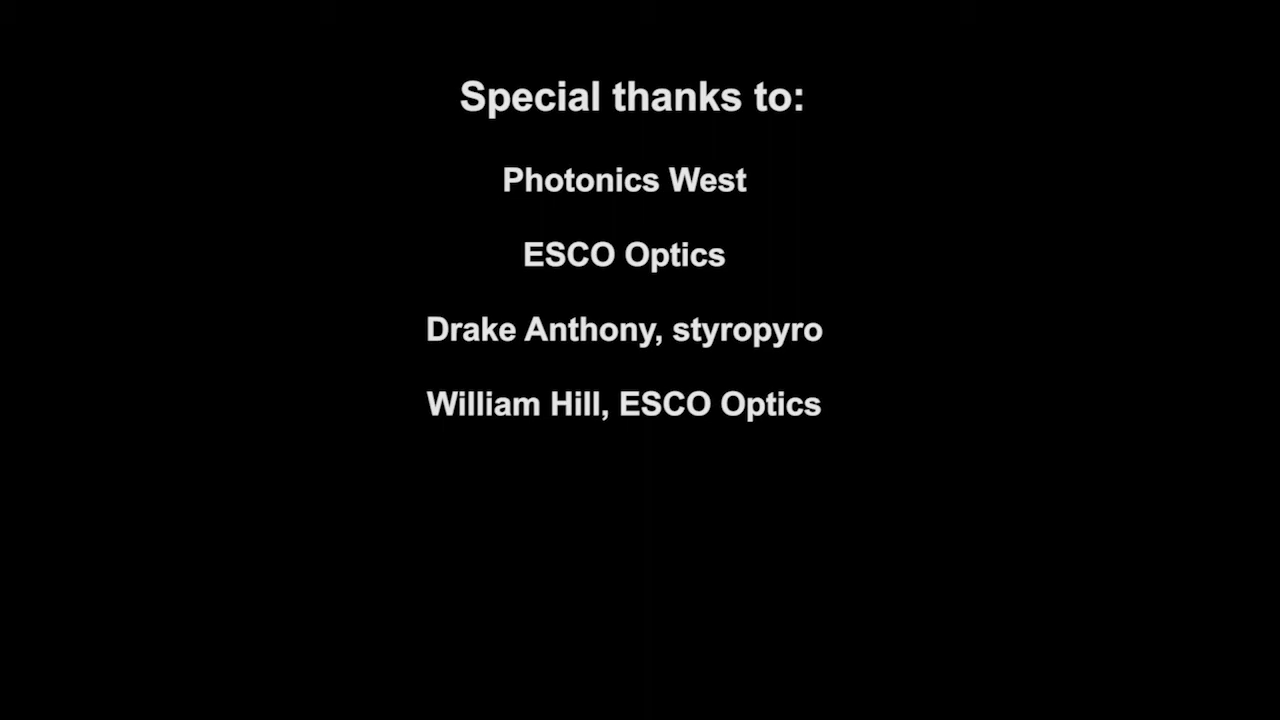 Special thanks to:
Photonics West
ESCO Optics
Drake Anthony, styropyro
William Hill, ESCO Optics